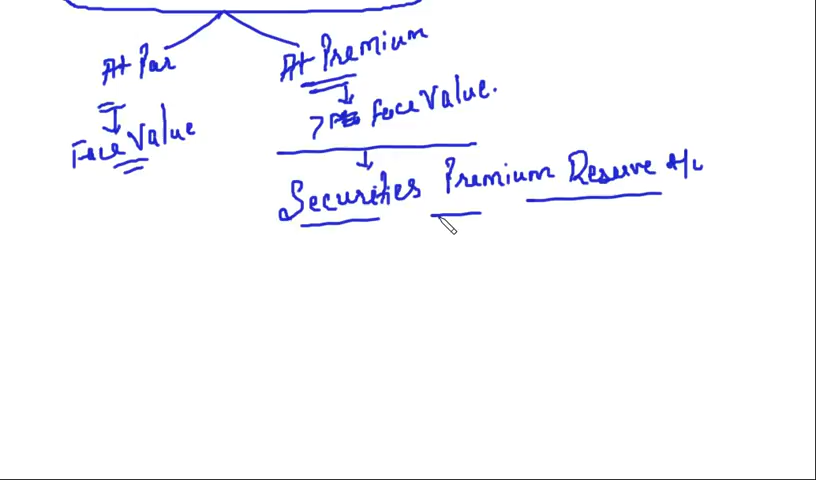 At Par
At Premium
Face Value
> Face Value.
Securities Premium Reserve A/c